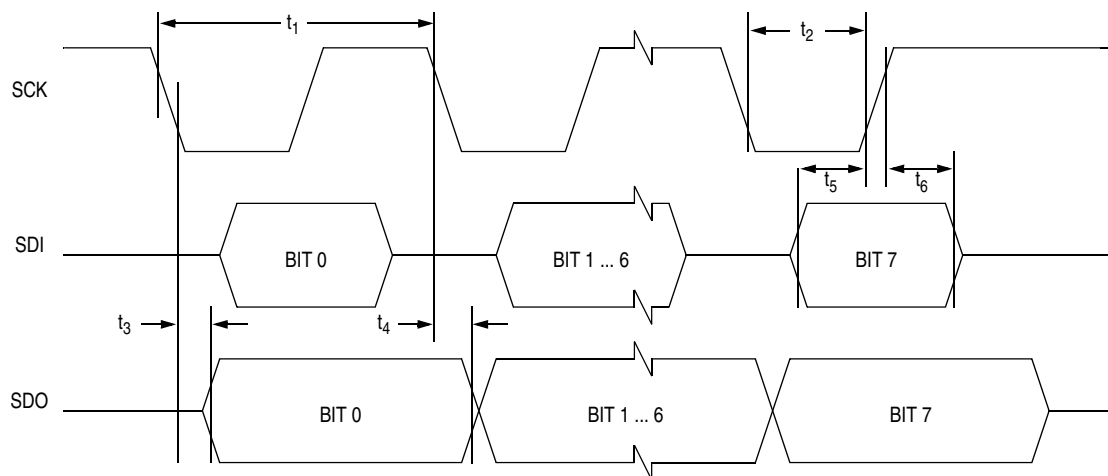 t1
t2
SCK
t5
t6
SDI
BIT 0
BIT 1 ... 6
BIT 7
t3
t4
SDO
BIT 0
BIT 1 ... 6
BIT 7